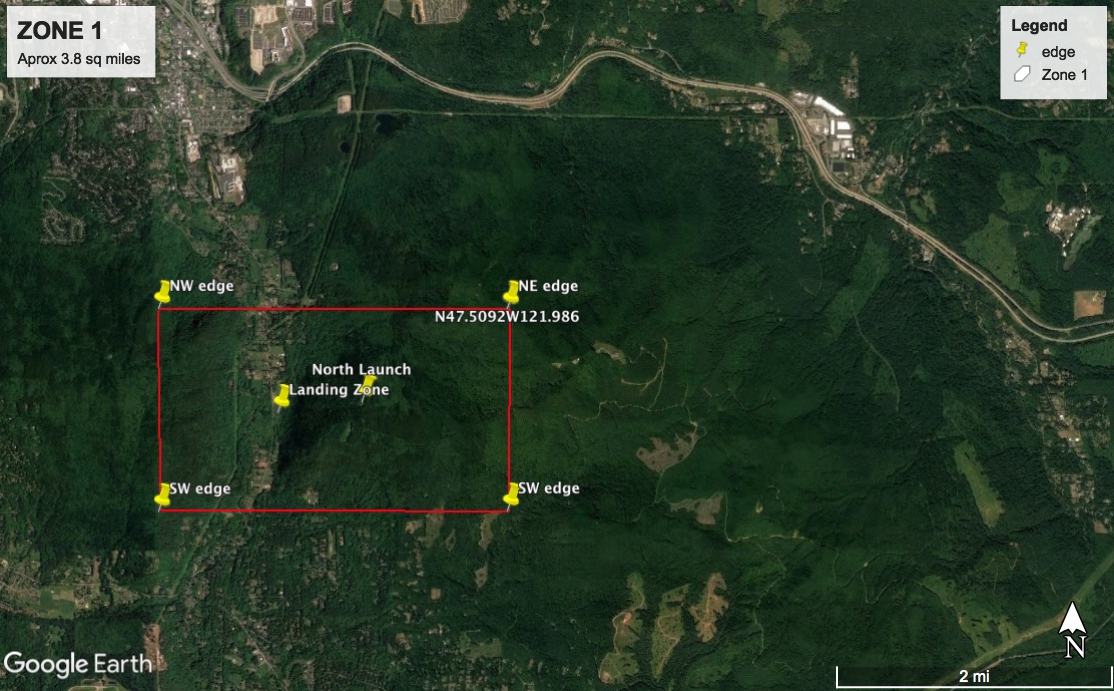 ZONE 1
Aprox 3.8 sq miles
Legend
edge
Zone 1
NW edge
NE edge
N47.5092W121.986
North Launch
Landing Zone
SW edge
SW edge
Google Earth
N
2 mi